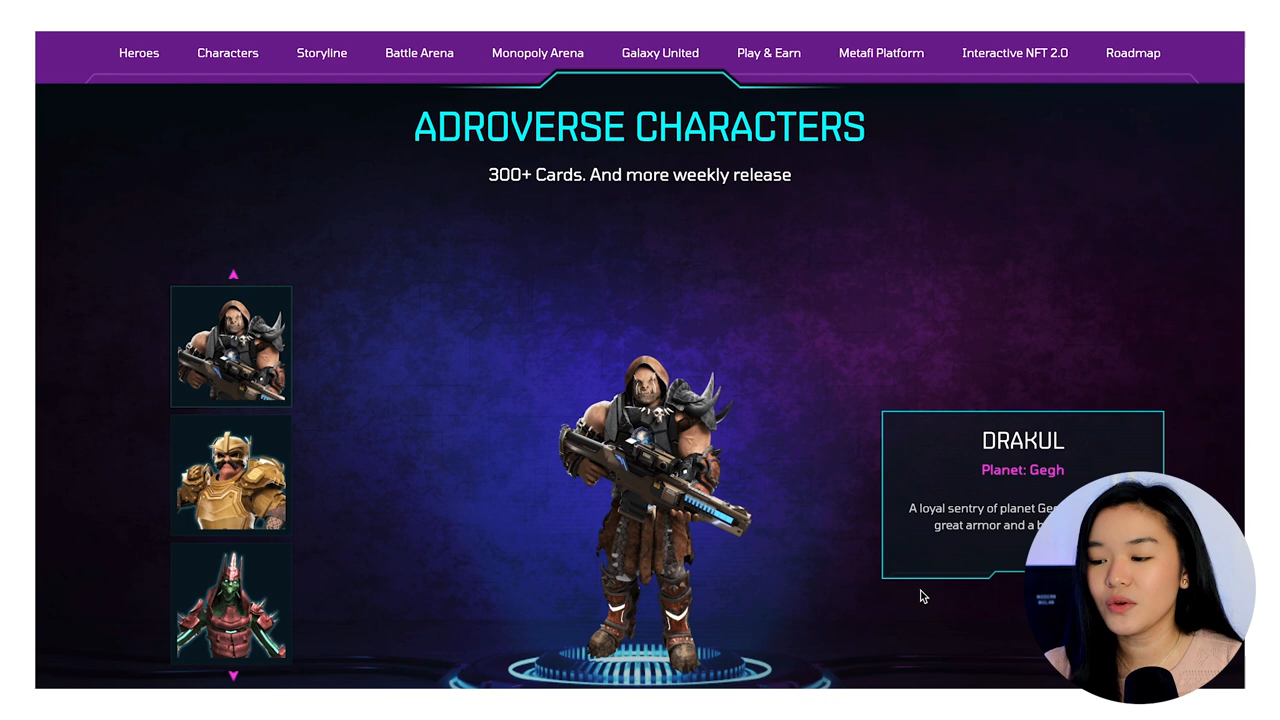 Heroes
Characters
Storyline
Battle Arena
Monopoly Arena
Galaxy United
Play & Earn
Metafi Platform
Interactive NFT 2.0
Roadmap
ADROVERSE CHARACTERS
300+ Cards. And more weekly release
DRAKUL
Planet: Gegh
A loyal sentry of planet
great armor and a
MODERN